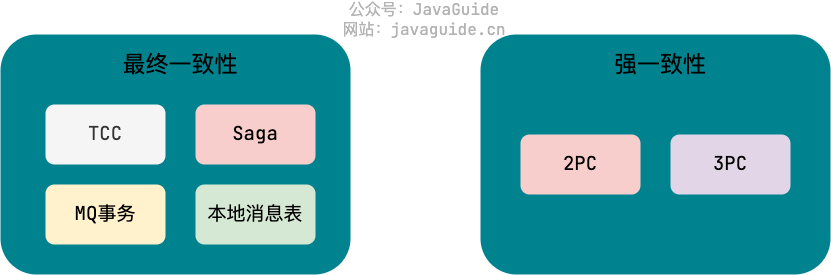 公众号：JavaGuide
网站：javaguide.cn
最终一致性
TCC
Saga
MQ事务
本地消息表
强一致性
2PC
3PC